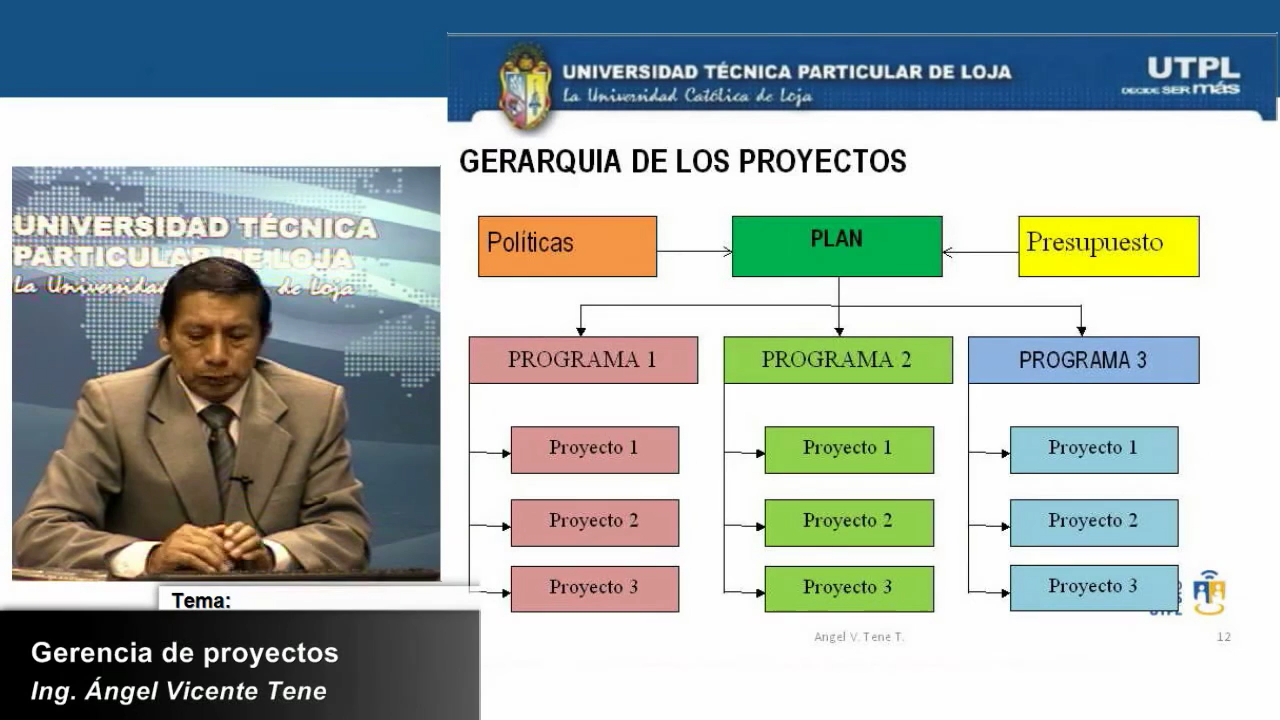 UNIVERSIDAD TÉCNICA PARTICULAR DE LOJA
La Universidad Católica de Loja
UTPL
DECIDE SER más
GERARQUIA DE LOS PROYECTOS
Políticas
PLAN
Presupuesto
PROGRAMA 1
PROGRAMA 2
PROGRAMA 3
Proyecto 1
Proyecto 1
Proyecto 1
Proyecto 2
Proyecto 2
Proyecto 2
Proyecto 3
Proyecto 3
Proyecto 3
UTPL
Angel V. Tene T.
12
UNIVERSIDAD TÉCNICA
PARTICULAR DE LOJA
La Universidad de Loja
Tema:
Gerencia de proyectos
Ing. Ángel Vicente Tene